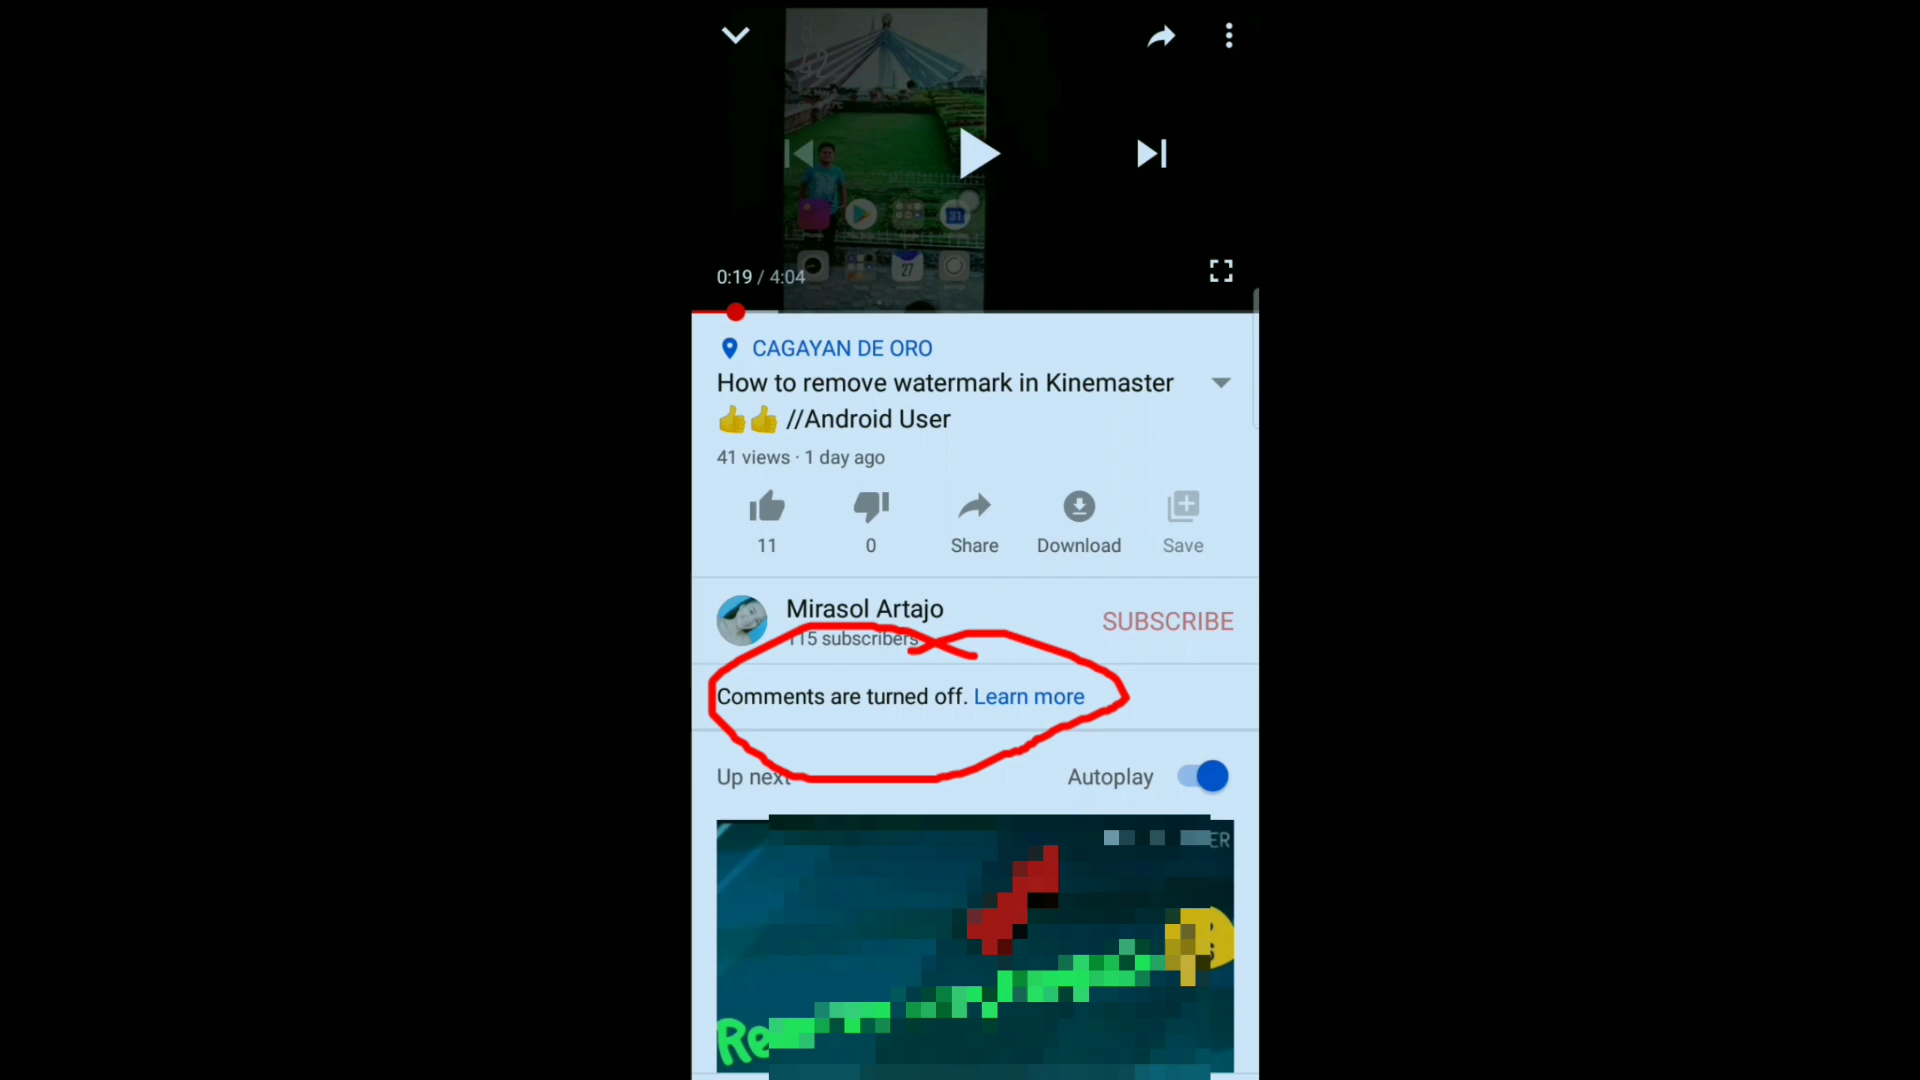 0:19 / 4:04
CAGAYAN DE ORO
How to remove watermark in Kinemaster
👍👍 //Android User
41 views · 1 day ago
11
0
Share
Download
Save
Mirasol Artajo
115 subscribers
SUBSCRIBE
Comments are turned off. Learn more
Up next
Autoplay